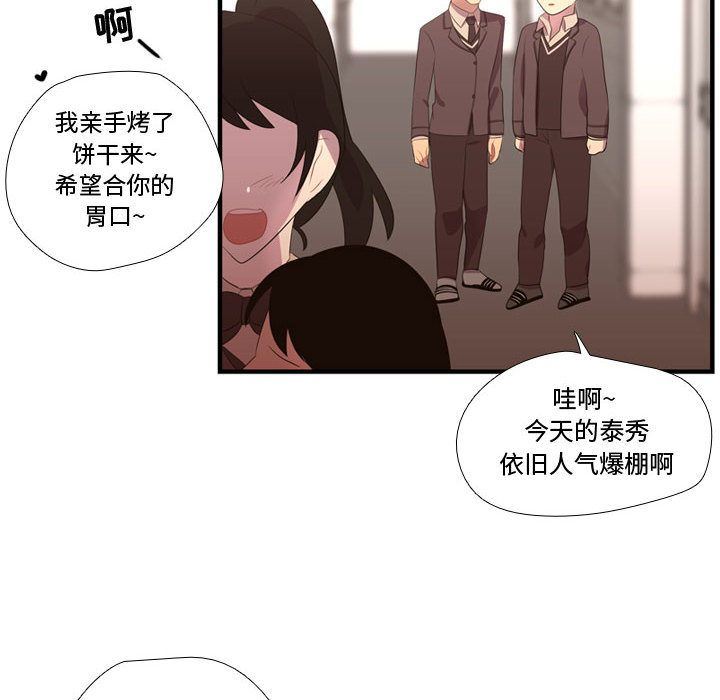 啊
我亲手烤了
饼干来~
希望合你的
胃口~
哇啊~
今天的泰秀
依旧人气爆棚啊